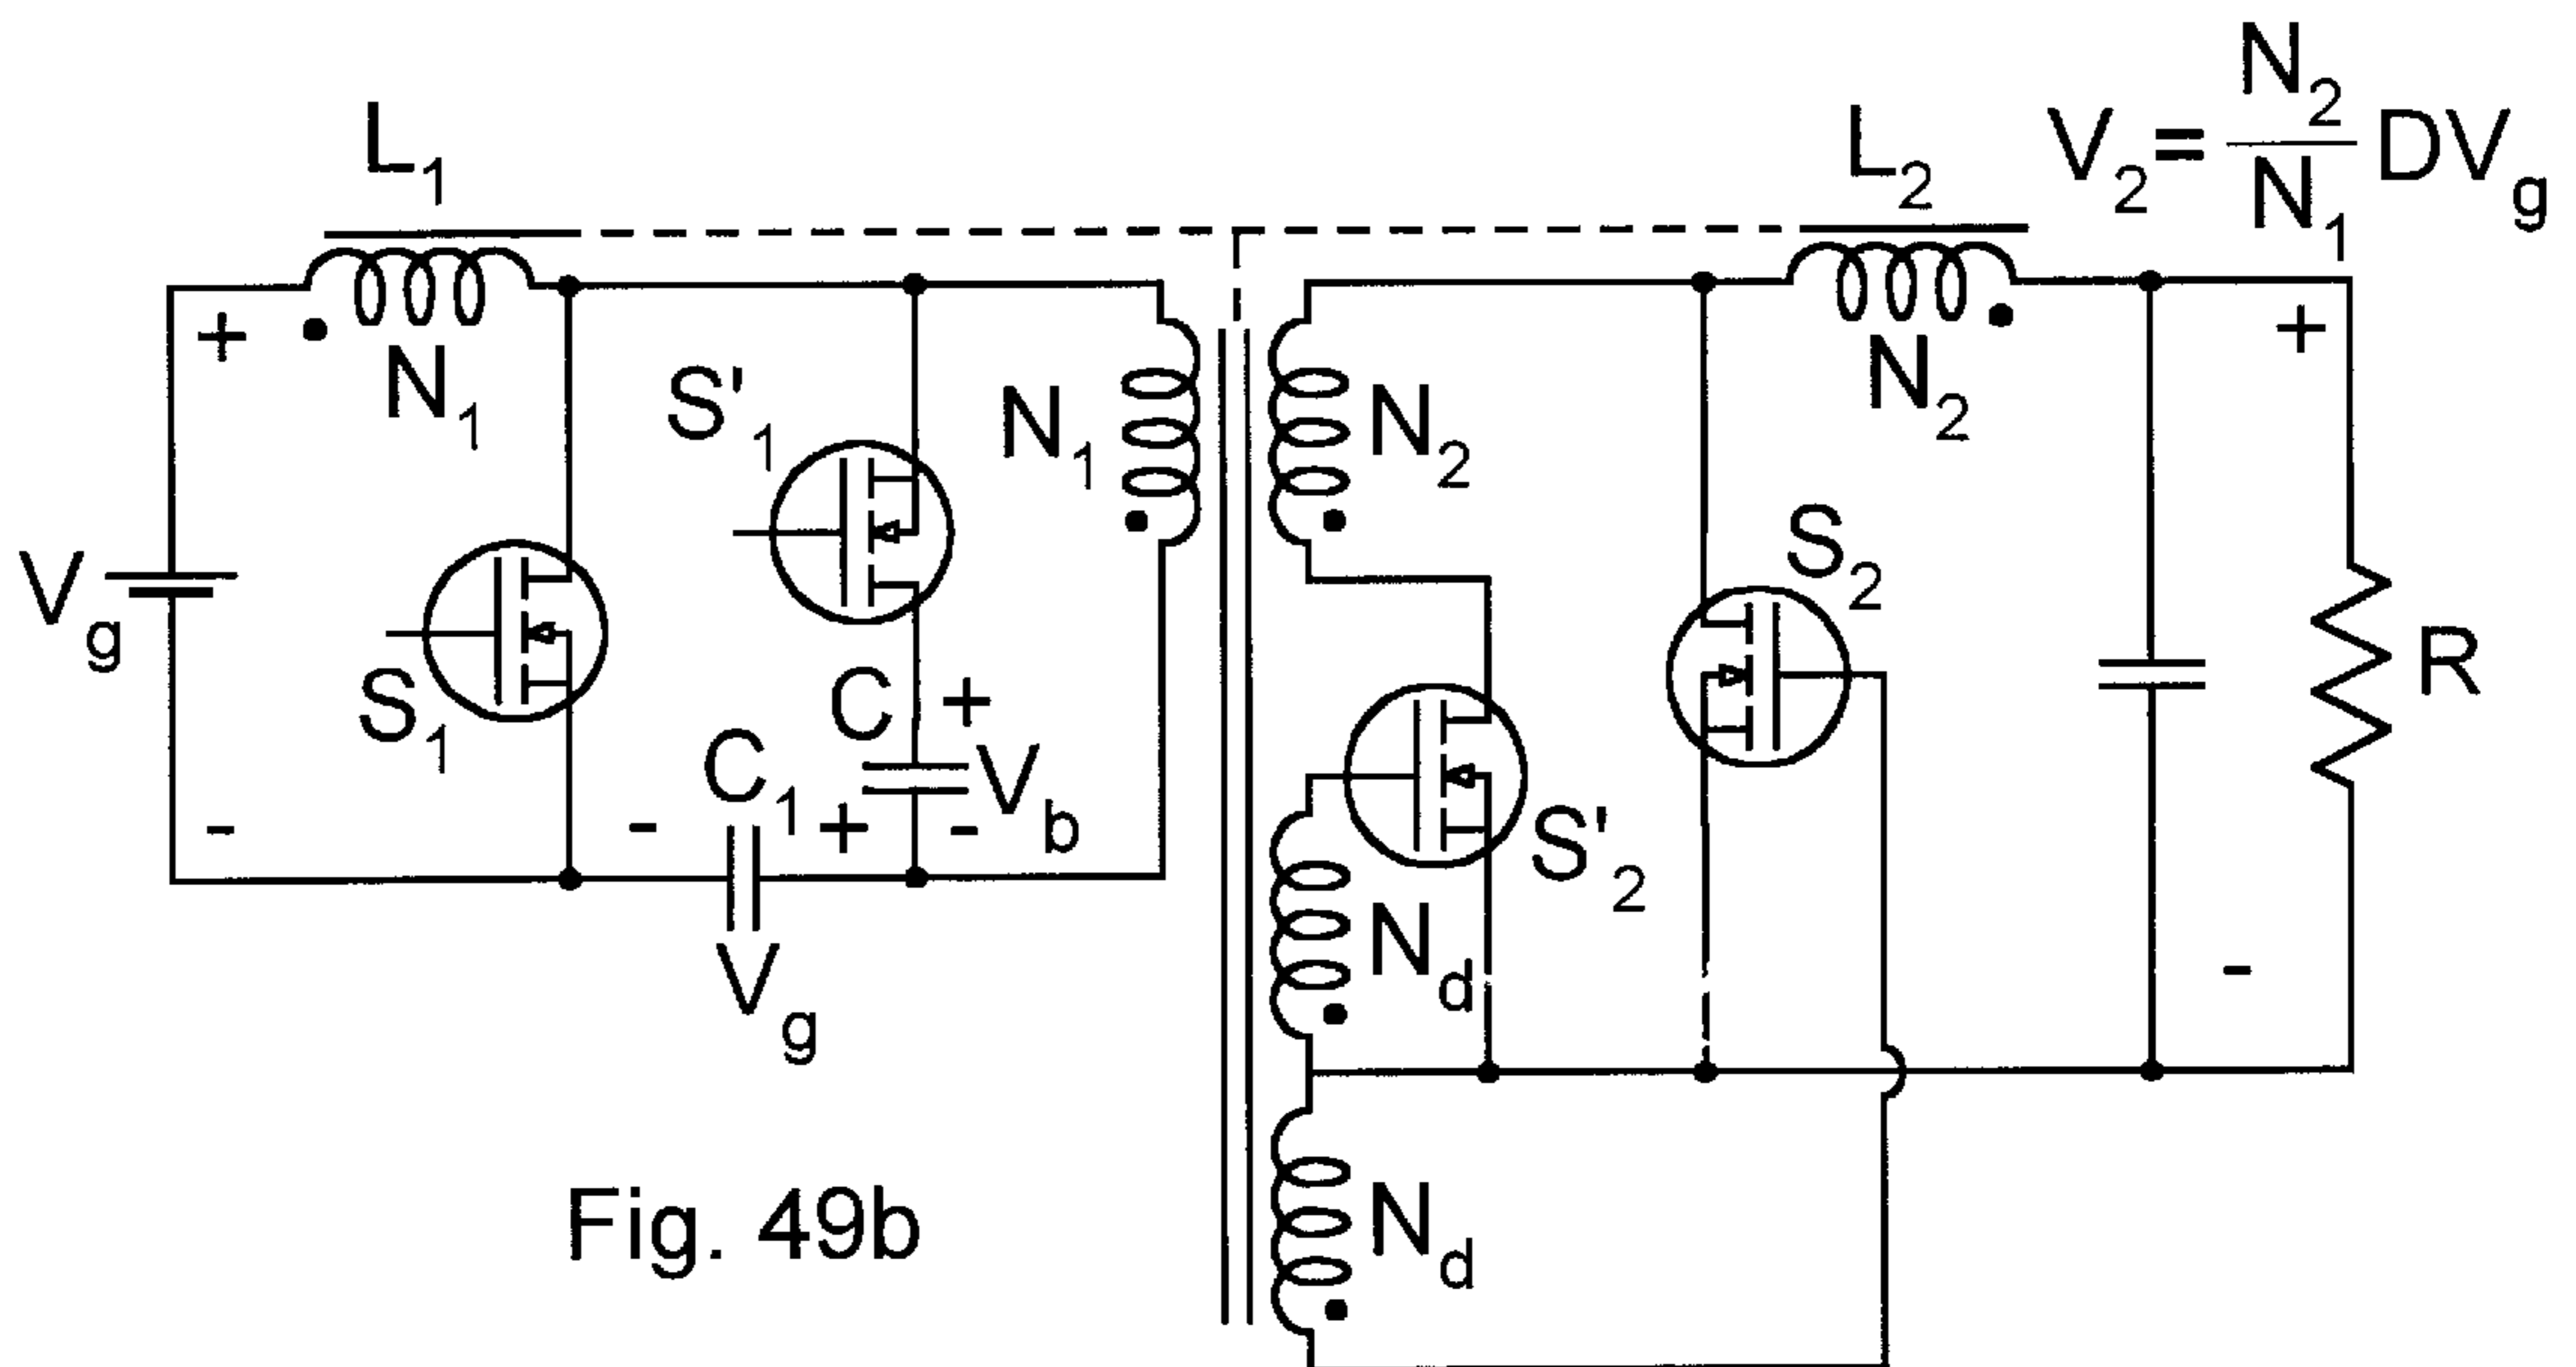 L1
L2
V2 = N2/N1 DVg
+
+
N1
N2
S'1
N1
N2
S2
Vg
S1
C
+
Vb
-
R
C1
-
+
-
Vg
S'2
Nd
-
Nd
Fig. 49b